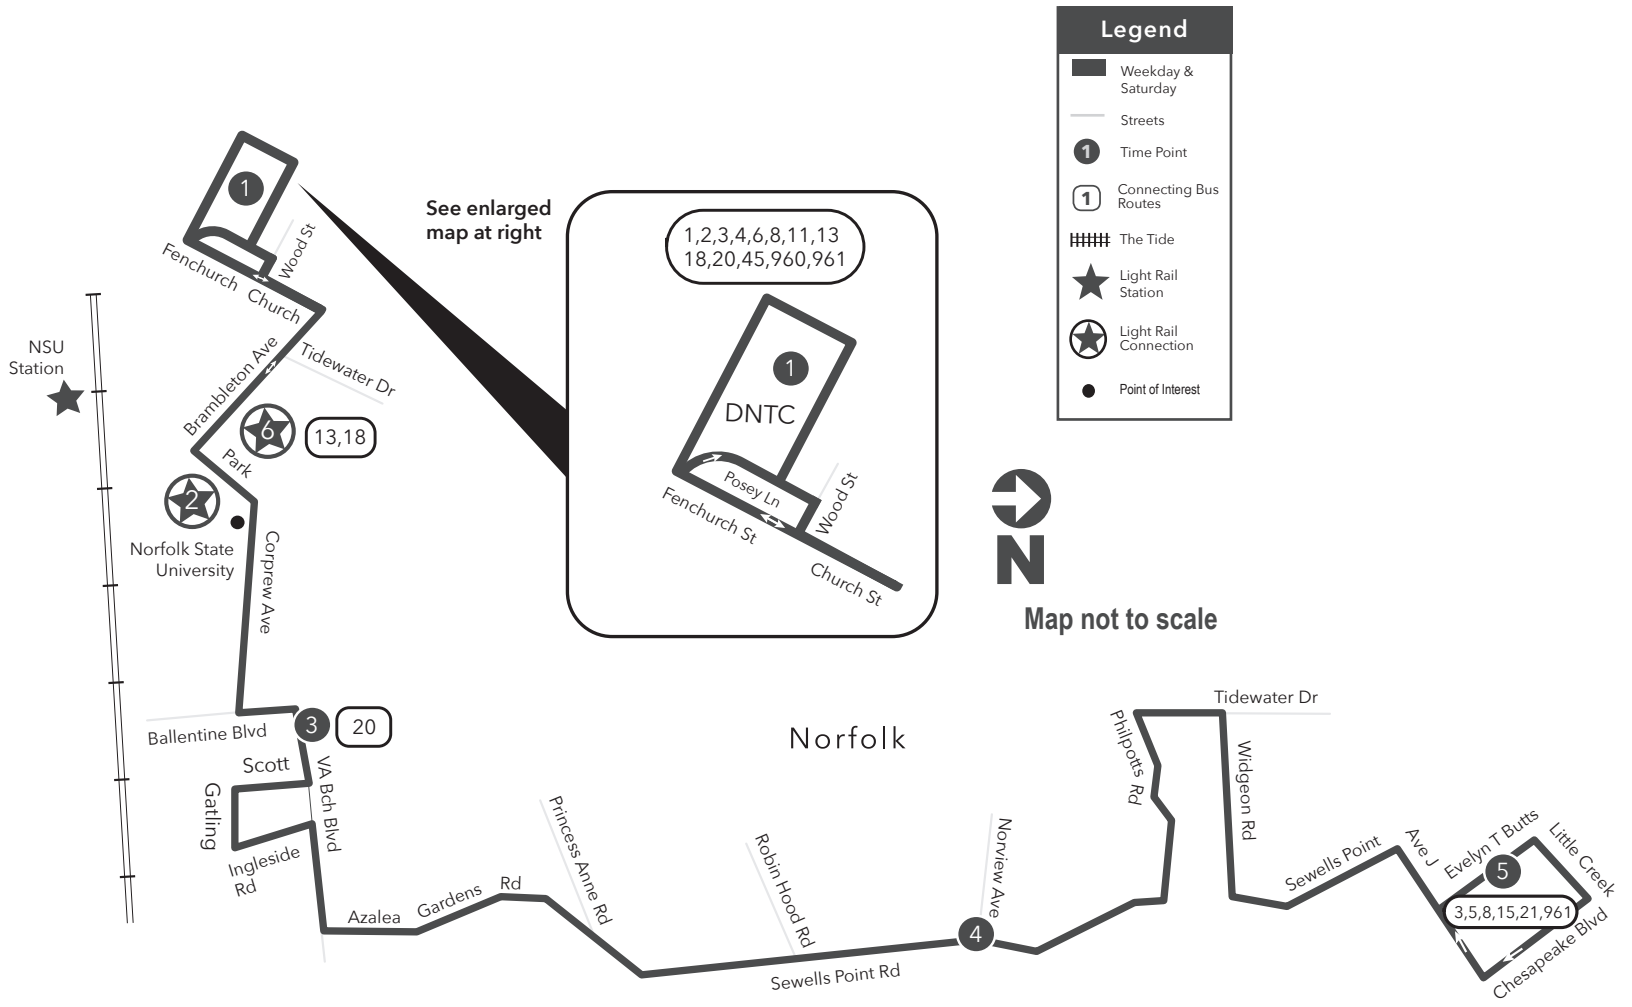 Legend
Weekday &
Saturday
Streets
1
Time Point
1
Connecting Bus
Routes
The Tide
Light Rail
Station
Light Rail
Connection
Point of Interest
1
Wood St
Fenchurch
Church
See enlarged
map at right
1,2,3,4,6,8,11,13
18,20,45,960,961
1
DNTC
Posey Ln
Wood St
Fenchurch St
Church St
NSU
Station
Brambleton Ave
Tidewater Dr
6
13,18
Park
2
Norfolk State
University
Corprew Ave
N
Map not to scale
Ballentine Blvd
3
20
Scott
VA Bch Blvd
Gatling
Ingleside
Rd
Norfolk
Azalea
Gardens
Rd
Princess Anne Rd
Robin Hood Rd
Norview Ave
4
Sewells Point Rd
Philpotts Rd
Tidewater Dr
Widgeon Rd
Sewells Point
Ave J
Evelyn T Butts
Little Creek
5
3,5,8,15,21,961
Chesapeake Blvd